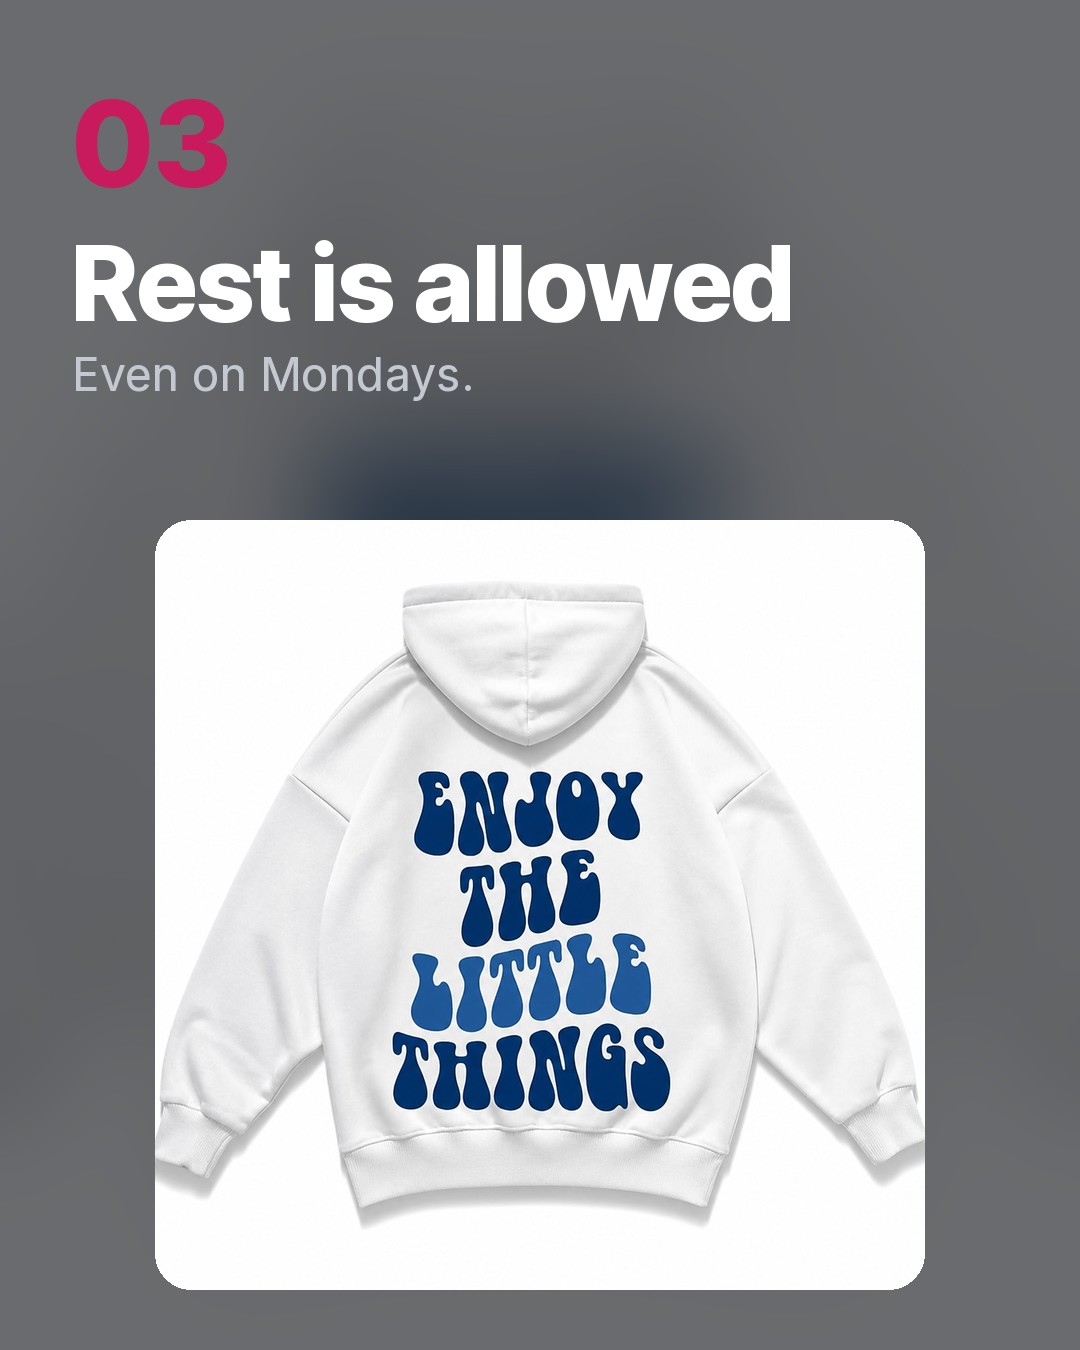 03
Rest is allowed
Even on Mondays.
ENJOY
THE
LITTLE
THINGS